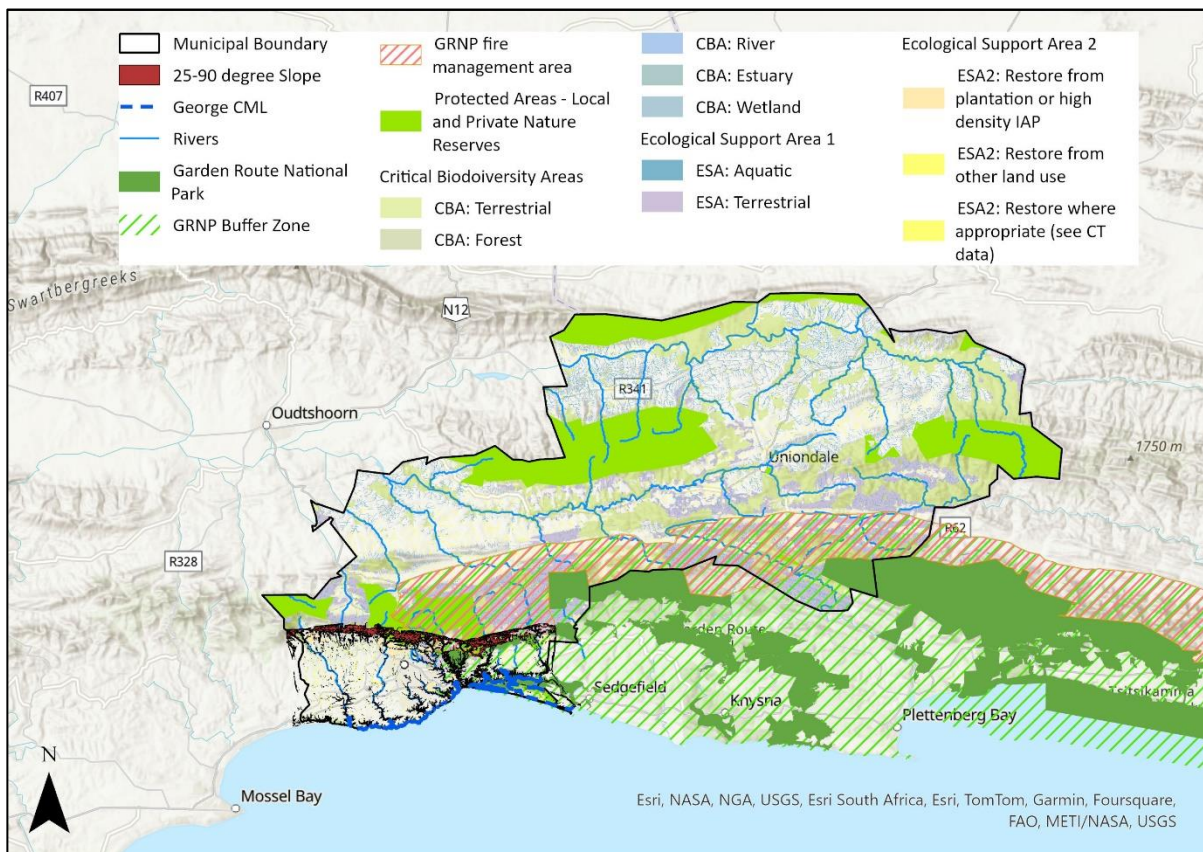 Municipal Boundary
25-90 degree Slope
George CML
Rivers
Garden Route National
Park
GRNP Buffer Zone
GRNP fire
management area
Protected Areas - Local
and Private Nature
Reserves
Critical Biodoiversity Areas
CBA: Terrestrial
CBA: Forest
CBA: River
CBA: Estuary
CBA: Wetland
Ecological Support Area 1
ESA: Aquatic
ESA: Terrestrial
Ecological Support Area 2
ESA2: Restore from
plantation or high
density IAP
ESA2: Restore from
other land use
ESA2: Restore where
appropriate (see CT
data)
R407
Swartbergreeks
N12
Oudtshoorn
R341
Uniondale
1750 m
R62
R328
Route
Sedgefield
Knysna
Tsitsikamma
Plettenberg Bay
N
Mossel Bay
Esri, NASA, NGA, USGS, Esri South Africa, Esri, TomTom, Garmin, Foursquare,
FAO, METI/NASA, USGS